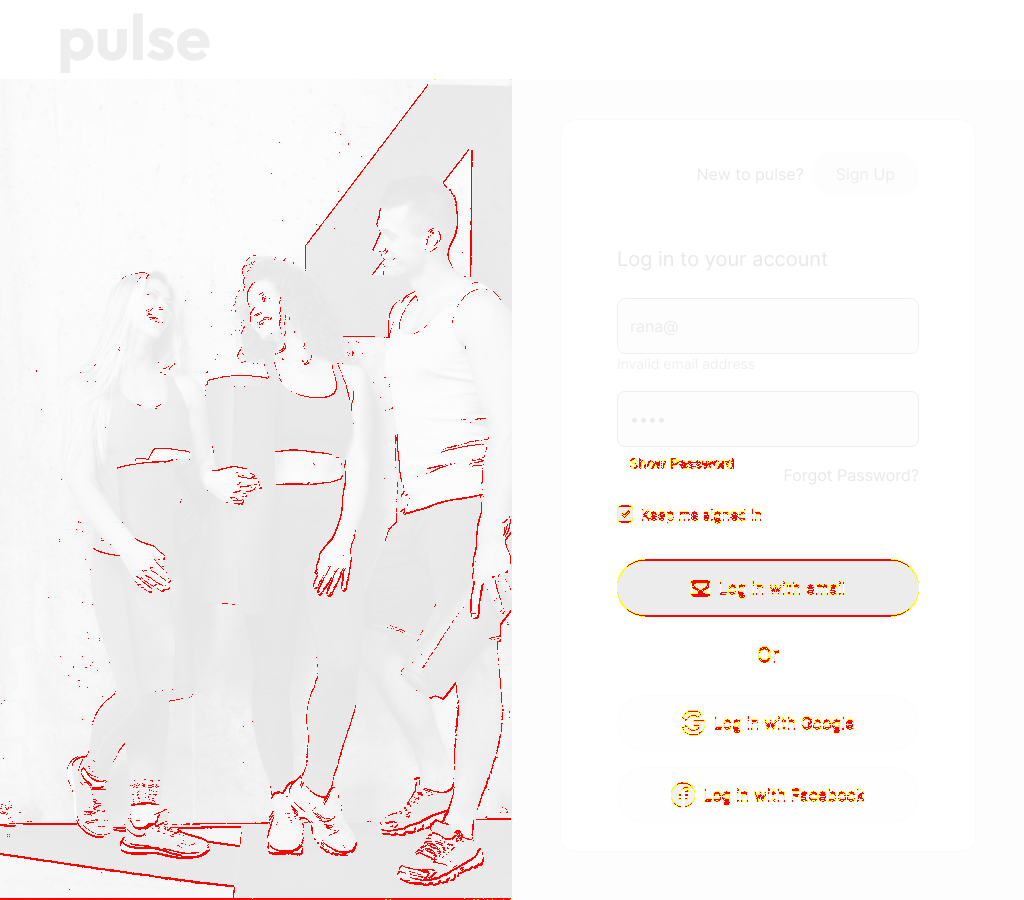 pulse
New to pulse? Sign Up
Log in to your account
rana@
Invalid email address
Show Password
Forgot Password?
Keep me signed in
Log in with email
Or
Log in with Google
Log in with Facebook